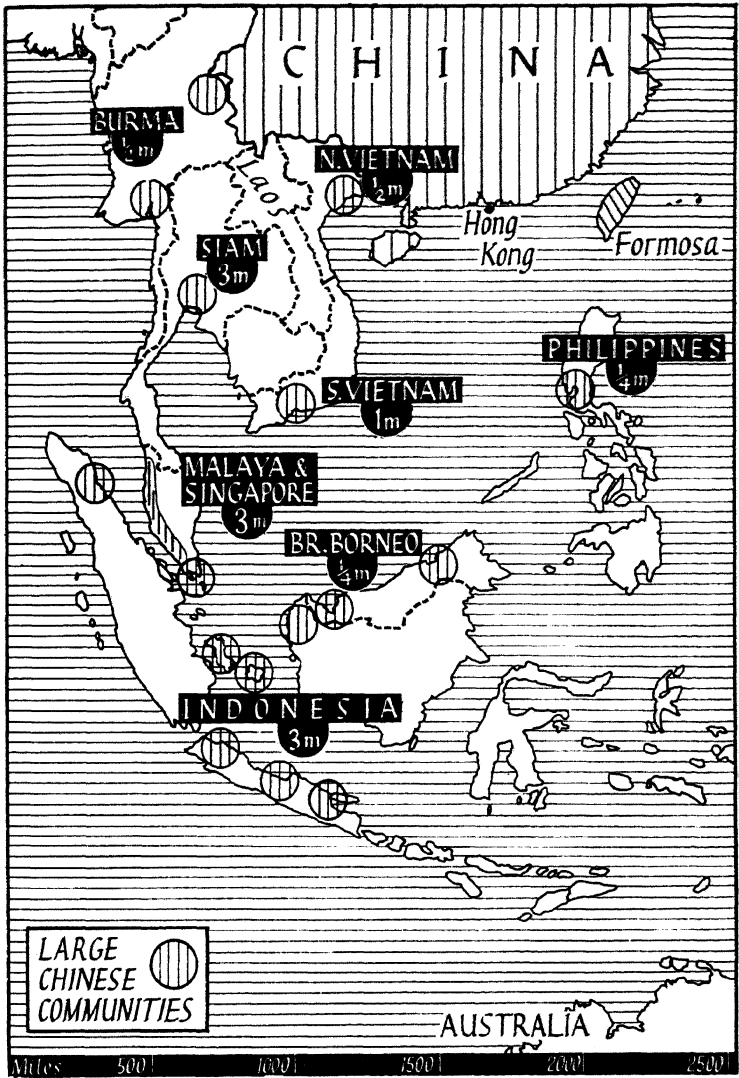 CHINA
BURMA
½m
N.VIETNAM
½m
Lao
Hong
Kong
Formosa
SIAM
3m
PHILIPPINES
¼m
S.VIETNAM
1m
MALAYA &
SINGAPORE
3m
BR. BORNEO
¼m
INDONESIA
3m
LARGE
CHINESE
COMMUNITIES
AUSTRALIA
Miles 500 1000 1500 2000 2500